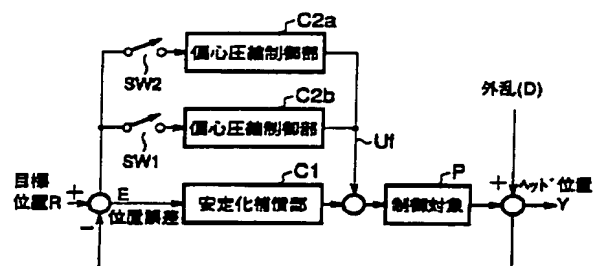 C2a
偏心圧縮制御部
SW2
C2b
偏心圧縮制御部
SW1
外乱(D)
Uf
目標
位置R
+
E
位置誤差
-
C1
安定化補償部
P
制御対象
+
ヘッド位置
Y